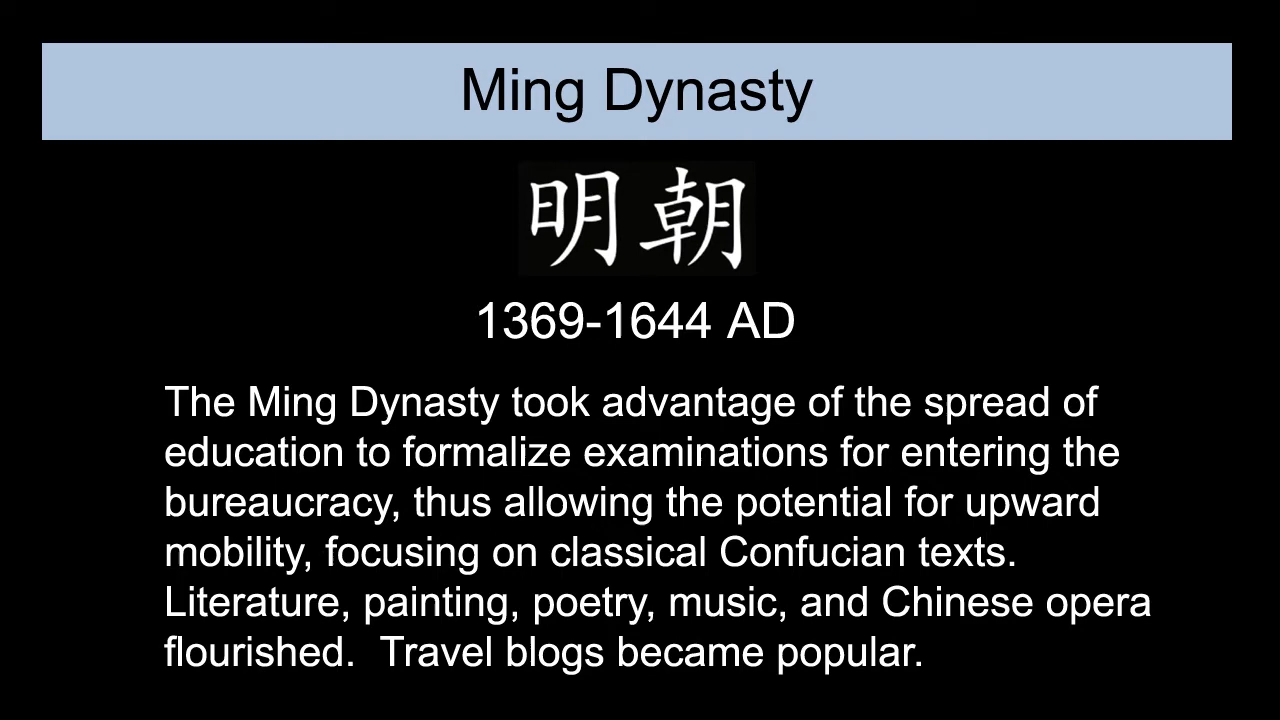 Ming Dynasty
明朝
1369-1644 AD
The Ming Dynasty took advantage of the spread of
education to formalize examinations for entering the
bureaucracy, thus allowing the potential for upward
mobility, focusing on classical Confucian texts.
Literature, painting, poetry, music, and Chinese opera
flourished.  Travel blogs became popular.